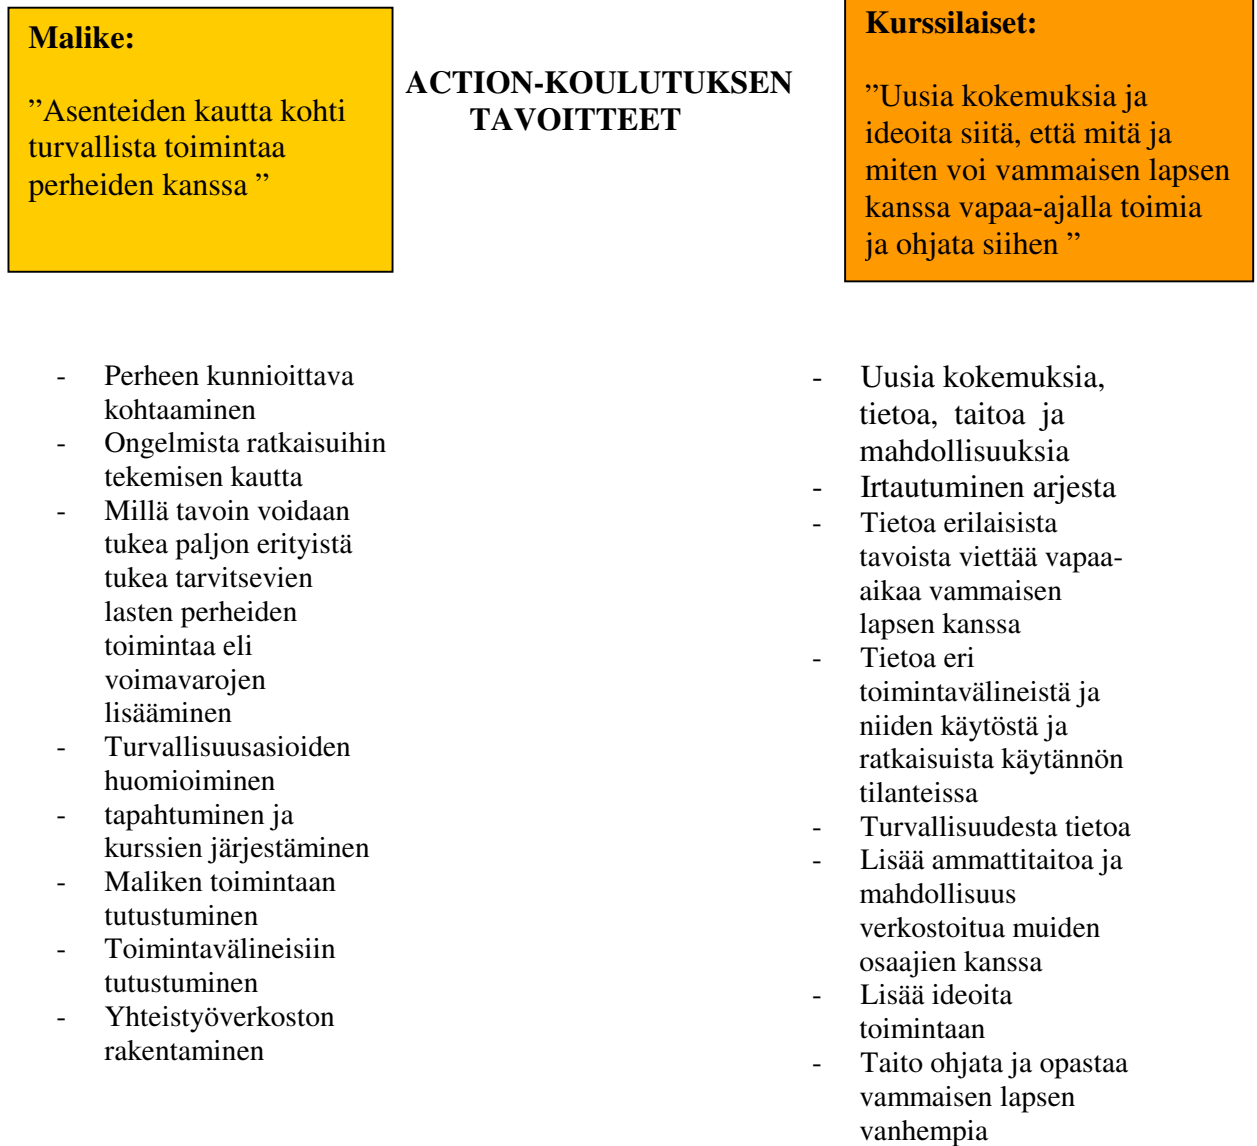 Malike:
”Asenteiden kautta kohti
turvallista toimintaa
perheiden kanssa ”
ACTION-KOULUTUKSEN
TAVOITTEET
Kurssilaiset:
”Uusia kokemuksia ja
ideoita siitä, että mitä ja
miten voi vammaisen lapsen
kanssa vapaa-ajalla toimia
ja ohjata siihen ”
- Perheen kunnioittava
kohtaaminen
- Ongelmista ratkaisuihin
tekemisen kautta
- Millä tavoin voidaan
tukea paljon erityistä
tukea tarvitsevien
lasten perheiden
toimintaa eli
voimavarojen
lisääminen
- Turvallisuusasioiden
huomioiminen
- tapahtuminen ja
kurssien järjestäminen
- Maliken toimintaan
tutustuminen
- Toimintavälineisiin
tutustuminen
- Yhteistyöverkoston
rakentaminen
- Uusia kokemuksia,
tietoa, taitoa ja
mahdollisuuksia
- Irtautuminen arjesta
- Tietoa erilaisista
tavoista viettää vapaa-
aikaa vammaisen
lapsen kanssa
- Tietoa eri
toimintavälineistä ja
niiden käytöstä ja
ratkaisuista käytännön
tilanteissa
- Turvallisuudesta tietoa
- Lisää ammattitaitoa ja
mahdollisuus
verkostoitua muiden
osaajien kanssa
- Lisää ideoita
toimintaan
- Taito ohjata ja opastaa
vammaisen lapsen
vanhempia